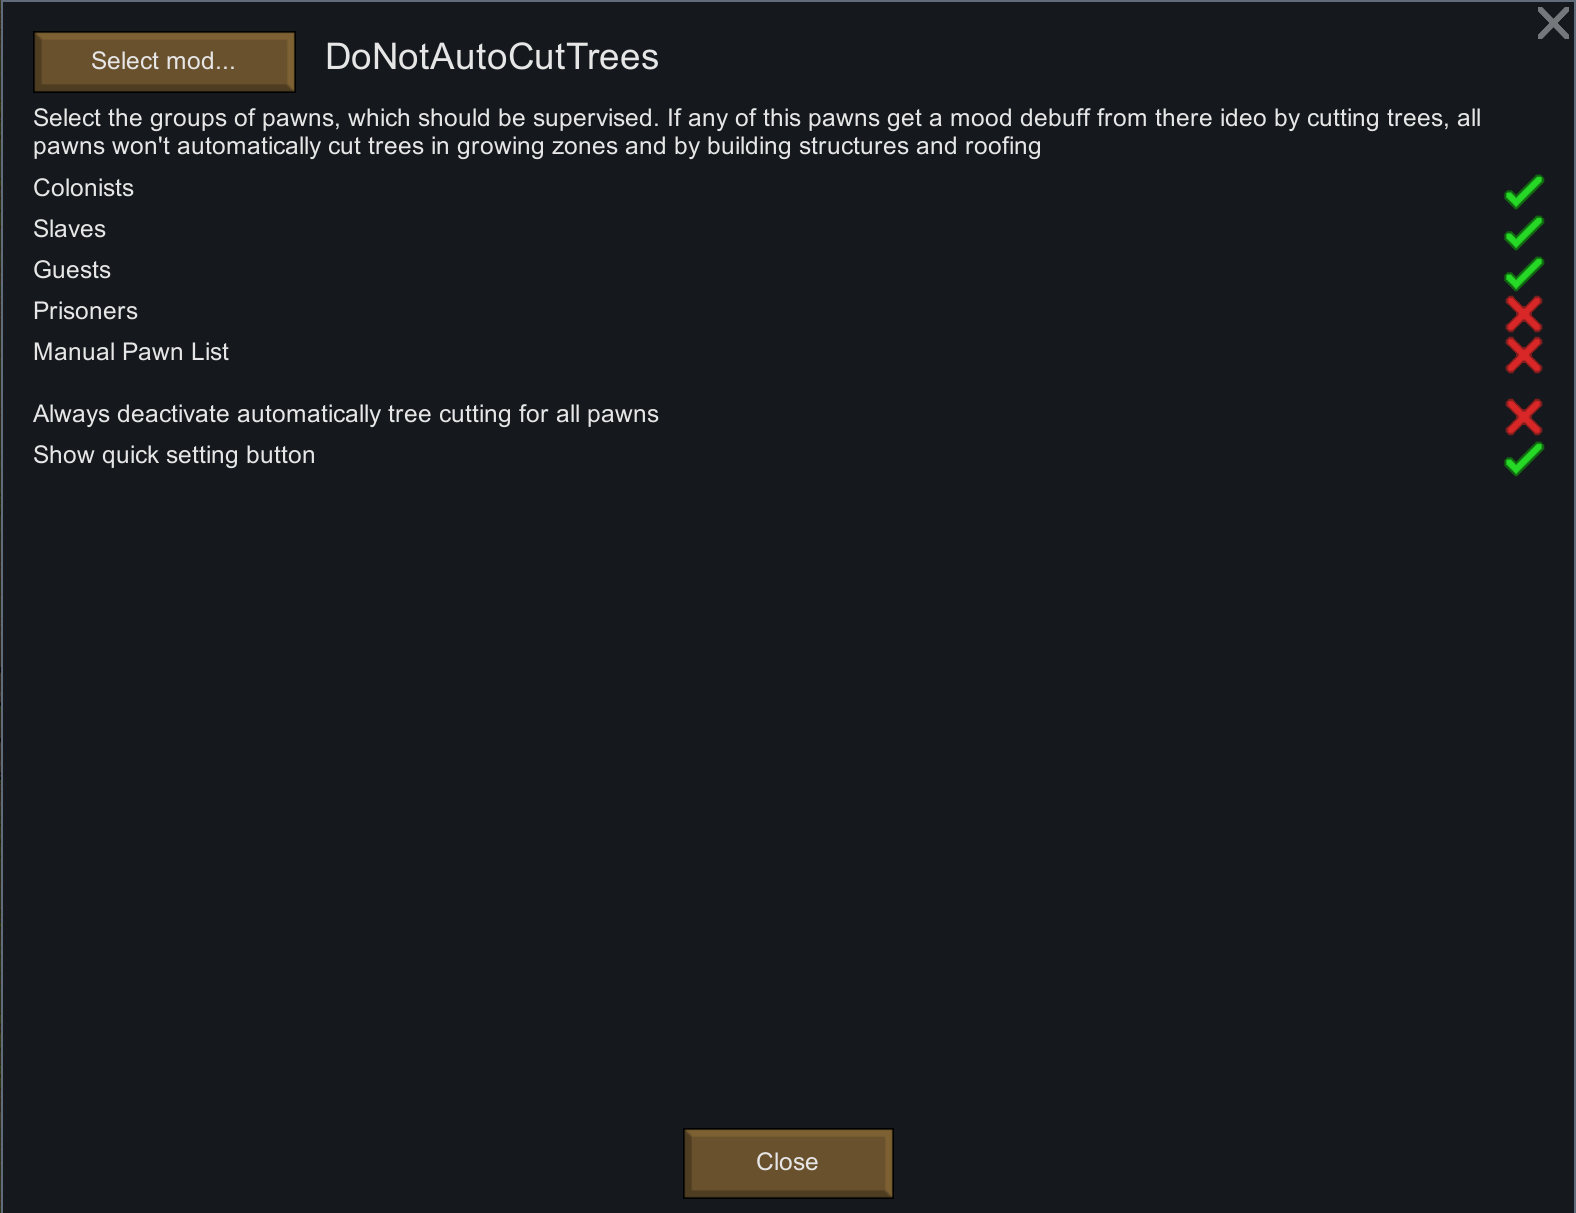 Select mod...
DoNotAutoCutTrees
Select the groups of pawns, which should be supervised. If any of this pawns get a mood debuff from there ideo by cutting trees, all
pawns won't automatically cut trees in growing zones and by building structures and roofing
Colonists
Slaves
Guests
Prisoners
Manual Pawn List
Always deactivate automatically tree cutting for all pawns
Show quick setting button
Close